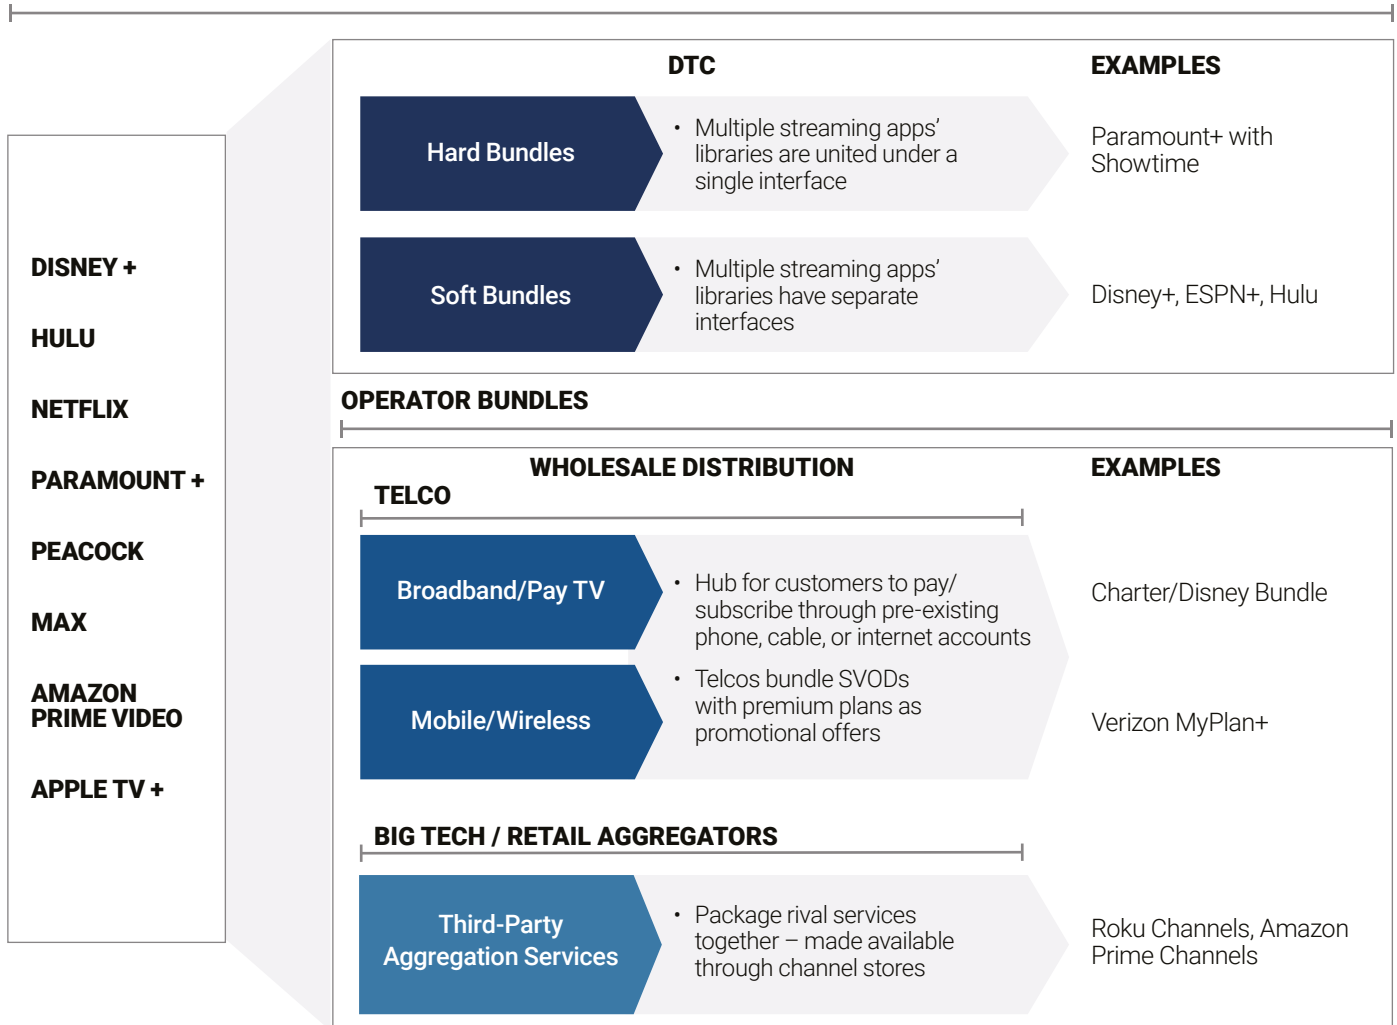 DISNEY +
HULU
NETFLIX
PARAMOUNT +
PEACOCK
MAX
AMAZON
PRIME VIDEO
APPLE TV +
DTC
EXAMPLES
Hard Bundles
• Multiple streaming apps’
libraries are united under a
single interface
Paramount+ with
Showtime
Soft Bundles
• Multiple streaming apps’
libraries have separate
interfaces
Disney+, ESPN+, Hulu
OPERATOR BUNDLES
WHOLESALE DISTRIBUTION
EXAMPLES
TELCO
Broadband/Pay TV
• Hub for customers to pay/
subscribe through pre-existing
phone, cable, or internet accounts
Charter/Disney Bundle
Mobile/Wireless
• Telcos bundle SVODs
with premium plans as
promotional offers
Verizon MyPlan+
BIG TECH / RETAIL AGGREGATORS
Third-Party
Aggregation Services
• Package rival services
together – made available
through channel stores
Roku Channels, Amazon
Prime Channels